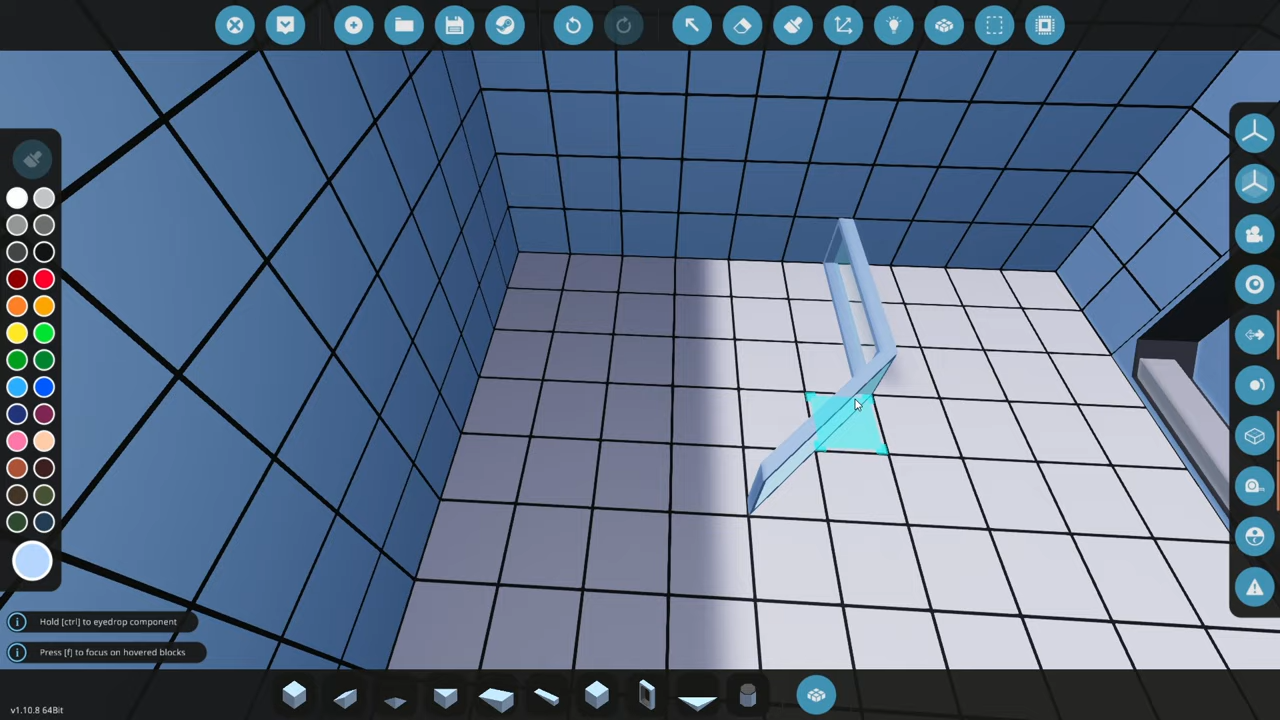 Hold [ctrl] to eyedrop component
Press [f] to focus on hovered blocks
v1.10.8 64Bit